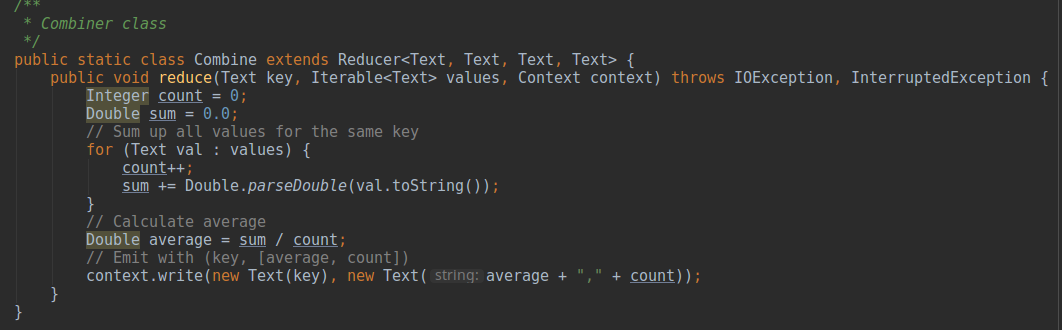 /**
 * Combiner class
 */
public static class Combine extends Reducer<Text, Text, Text, Text> {
    public void reduce(Text key, Iterable<Text> values, Context context) throws IOException, InterruptedException {
        Integer count = 0;
        Double sum = 0.0;
        // Sum up all values for the same key
        for (Text val : values) {
            count++;
            sum += Double.parseDouble(val.toString());
        }
        // Calculate average
        Double average = sum / count;
        // Emit with (key, [average, count])
        context.write(new Text(key), new Text( string: average + "," + count));
    }
}